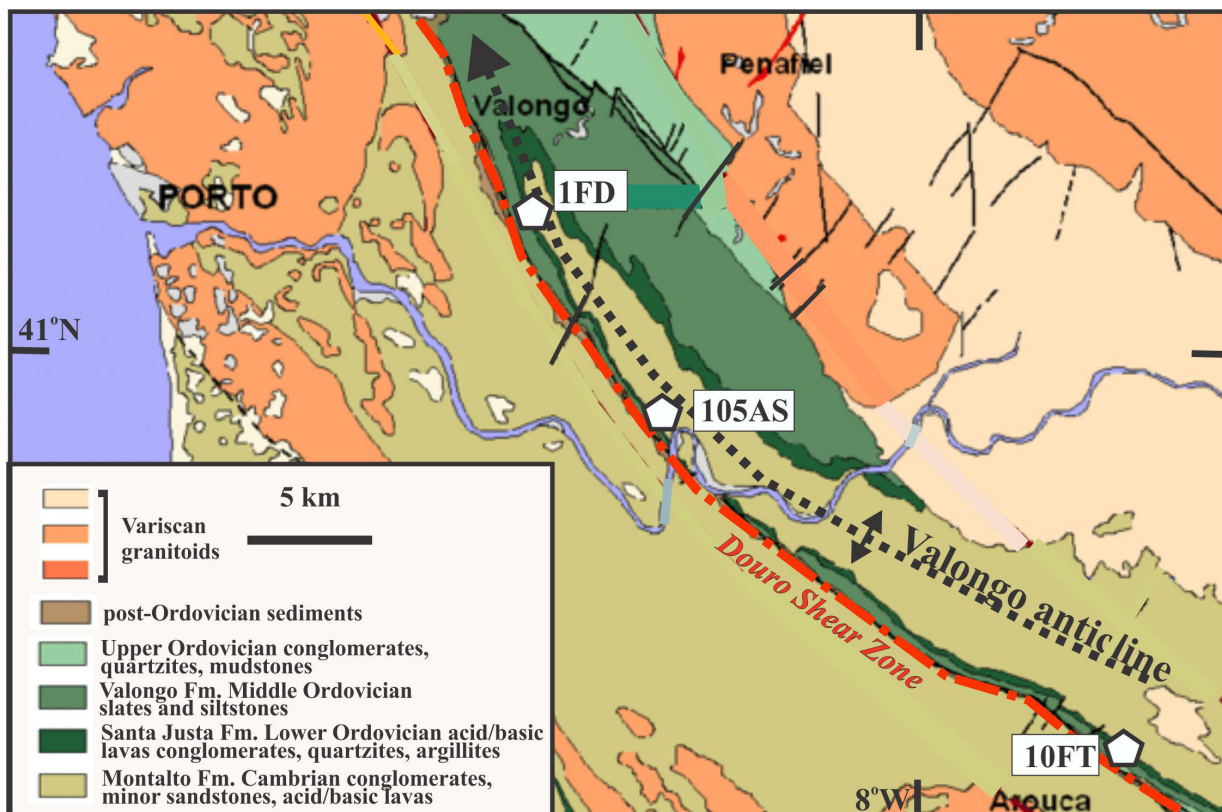 Penafiel
Valongo
1FD
PORTO
41°N
105AS
5 km
Variscan
granitoids
post-Ordovician sediments
Upper Ordovician conglomerates,
quartzites, mudstones
Valongo Fm. Middle Ordovician
slates and siltstones
Santa Justa Fm. Lower Ordovician acid/basic
lavas conglomerates, quartzites, argillites
Montalto Fm. Cambrian conglomerates,
minor sandstones, acid/basic lavas
Douro Shear Zone
Valongo anticline
10FT
8°W
Arouca